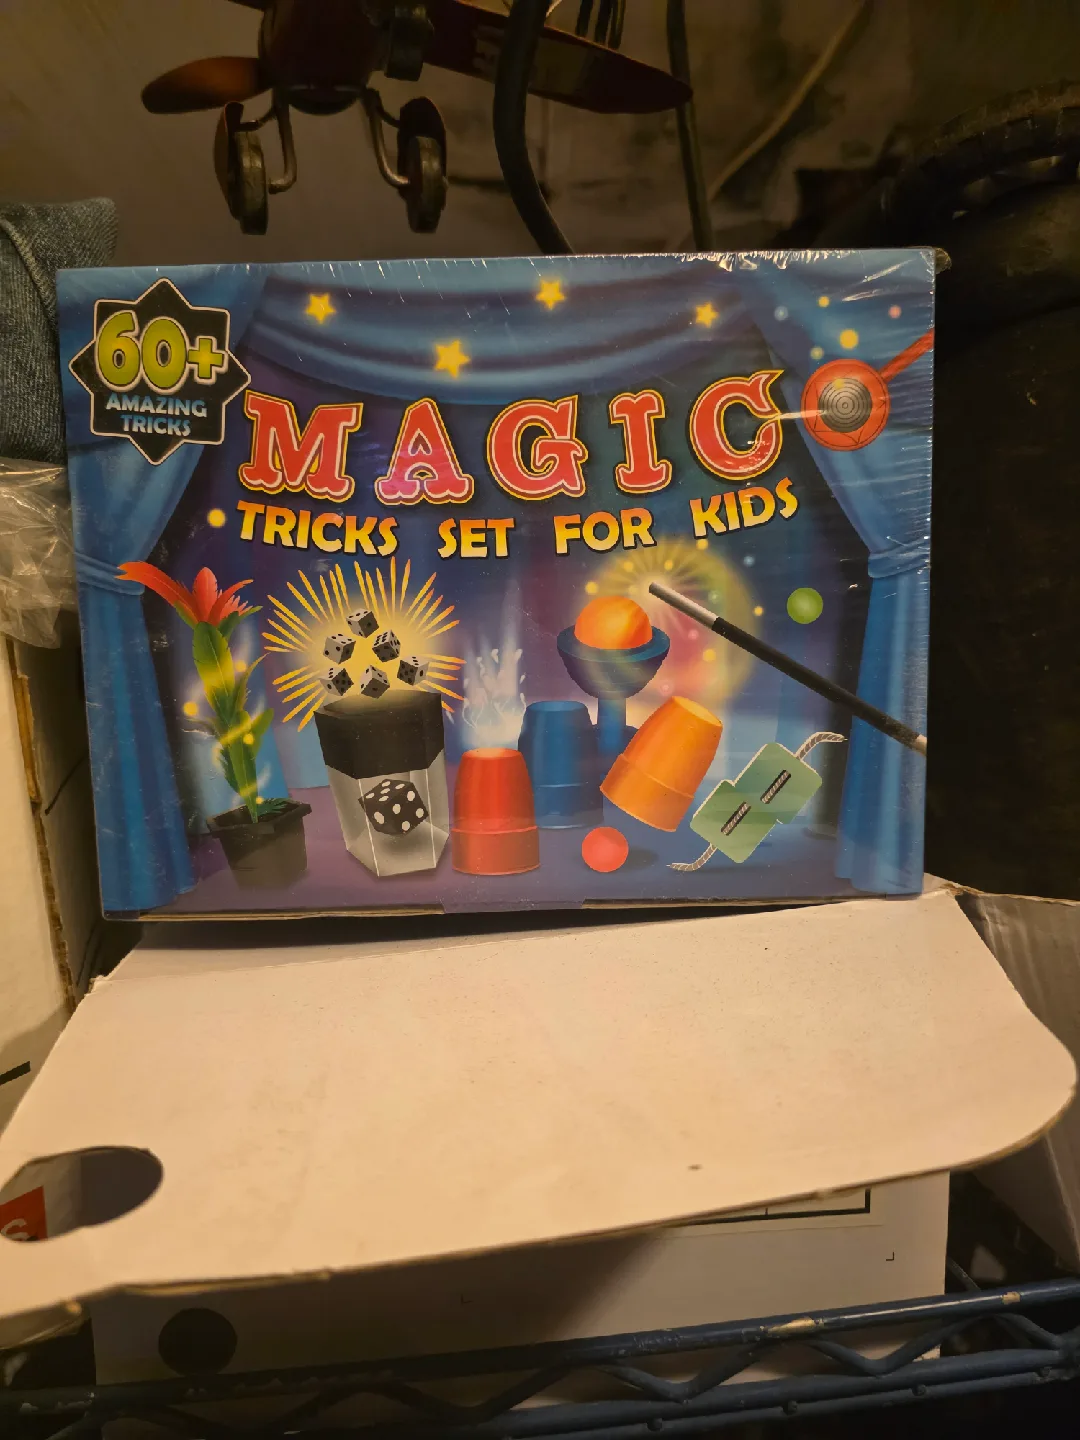 60+
AMAZING
TRICKS
MAGIC
TRICKS SET FOR KIDS